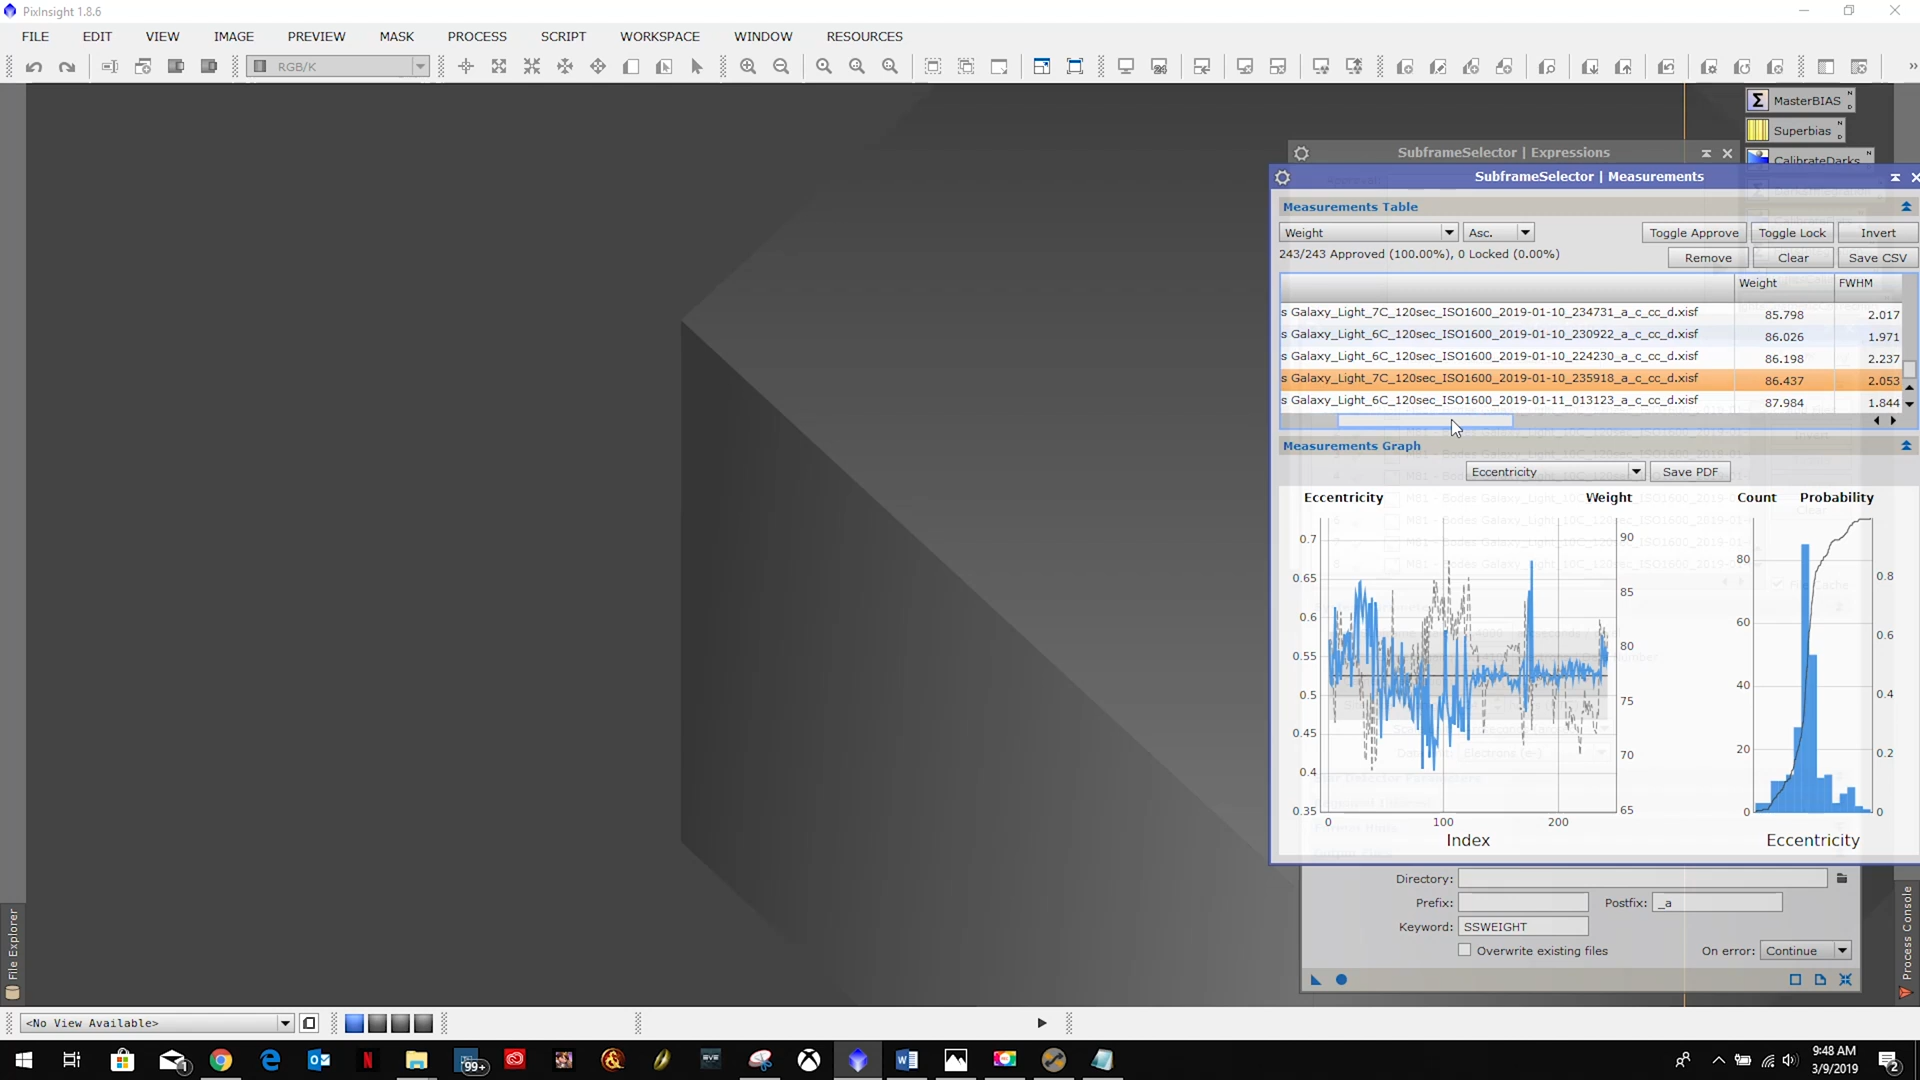 PixInsight 1.8.6
FILE EDIT VIEW IMAGE PREVIEW MASK PROCESS SCRIPT WORKSPACE WINDOW RESOURCES
RGB/K
MasterBIAS
Superbias
CalibrateDarks
SubframeSelector | Expressions
SubframeSelector | Measurements
Measurements Table
Weight Asc. Toggle Approve Toggle Lock Invert
243/243 Approved (100.00%), 0 Locked (0.00%) Remove Clear Save CSV
Weight FWHM
s Galaxy_Light_7C_120sec_ISO1600_2019-01-10_234731_a_c_cc_d.xisf 85.798 2.017
s Galaxy_Light_6C_120sec_ISO1600_2019-01-10_230922_a_c_cc_d.xisf 86.026 1.971
s Galaxy_Light_6C_120sec_ISO1600_2019-01-10_224230_a_c_cc_d.xisf 86.198 2.237
s Galaxy_Light_7C_120sec_ISO1600_2019-01-10_235918_a_c_cc_d.xisf 86.437 2.053
s Galaxy_Light_6C_120sec_ISO1600_2019-01-11_013123_a_c_cc_d.xisf 87.984 1.844
Measurements Graph
Eccentricity Save PDF
Eccentricity Weight Count Probability
0.7 90
0.65 85
0.6
0.55 80
0.5 75
0.45
0.4 70
0.35 65
0 100 200
Index
80 0.8
60 0.6
40 0.4
20 0.2
0 0
Eccentricity
Directory:
Prefix: Postfix: _a
Keyword: SSWEIGHT
Overwrite existing files On error: Continue
File Explorer
Process Console
<No View Available>
1
99+
9:48 AM
3/9/2019
2